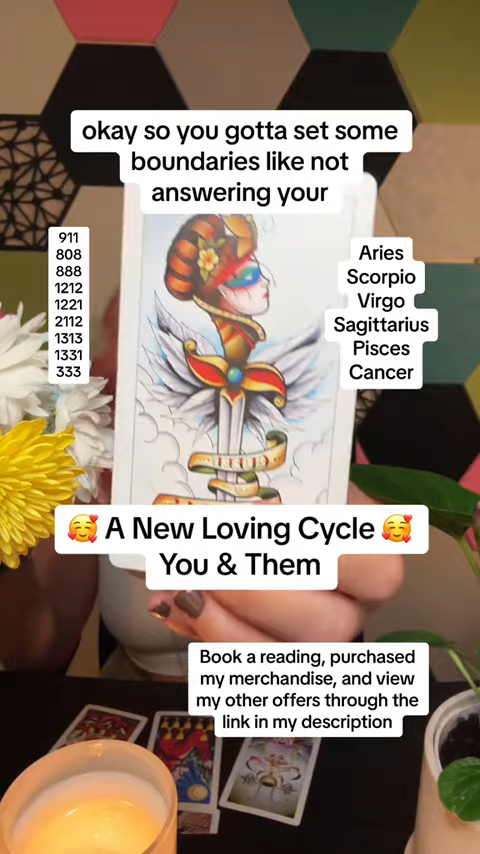 okay so you gotta set some
boundaries like not
answering your
911
808
888
1212
1221
2112
1313
1331
333
Aries
Scorpio
Virgo
Sagittarius
Pisces
Cancer
🥰 A New Loving Cycle 🥰
You & Them
Book a reading, purchased
my merchandise, and view
my other offers through the
link in my description